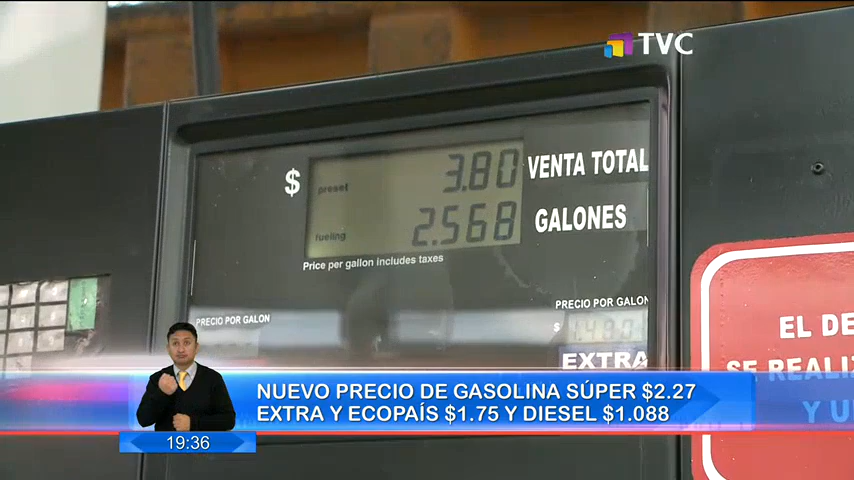 TVC
$ preset 3.80 VENTA TOTAL
fueling 2.568 GALONES
Price per gallon includes taxes
PRECIO POR GALON
PRECIO POR GALON
$
EXTRA
EL DE
SE REALIZ
Y U
NUEVO PRECIO DE GASOLINA SÚPER $2.27
EXTRA Y ECOPAÍS $1.75 Y DIESEL $1.088
19:36